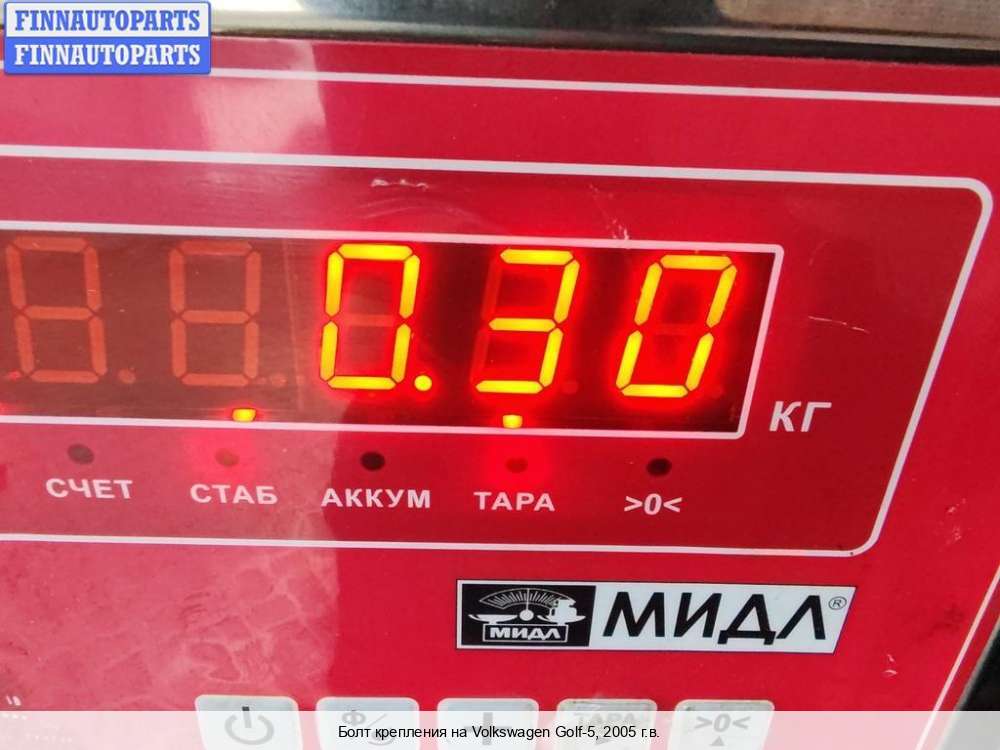 FINNAUTOPARTS
FINNAUTOPARTS
0.30
КГ
СЧЕТ СТАБ АККУМ ТАРА >0<
МИДЛ МИДЛ®
ТАРА >0<
Болт крепления на Volkswagen Golf-5, 2005 г.в.